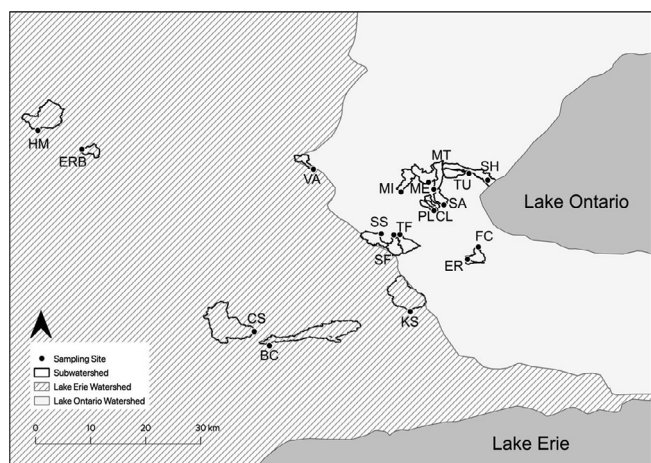 MT
SH
HM
ERB
VA
MI
ME
TU
SA
PL
CL
Lake Ontario
SS
TF
SF
FC
ER
KS
CS
BC
Sampling Site
Subwatershed
Lake Erie Watershed
Lake Ontario Watershed
0 10 20 30 km
Lake Erie